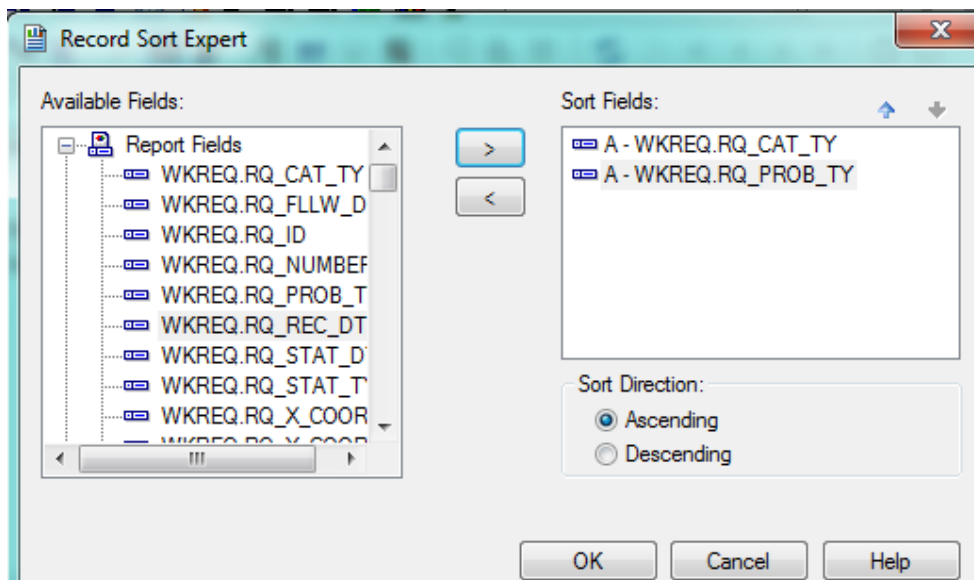 Record Sort Expert
Available Fields:
Report Fields
WKREQ.RQ_CAT_TY
WKREQ.RQ_FLLW_D
WKREQ.RQ_ID
WKREQ.RQ_NUMBER
WKREQ.RQ_PROB_T
WKREQ.RQ_REC_DT
WKREQ.RQ_STAT_D
WKREQ.RQ_STAT_T
WKREQ.RQ_X_COOR
>
<
Sort Fields:
A - WKREQ.RQ_CAT_TY
A - WKREQ.RQ_PROB_TY
Sort Direction:
Ascending
Descending
OK
Cancel
Help